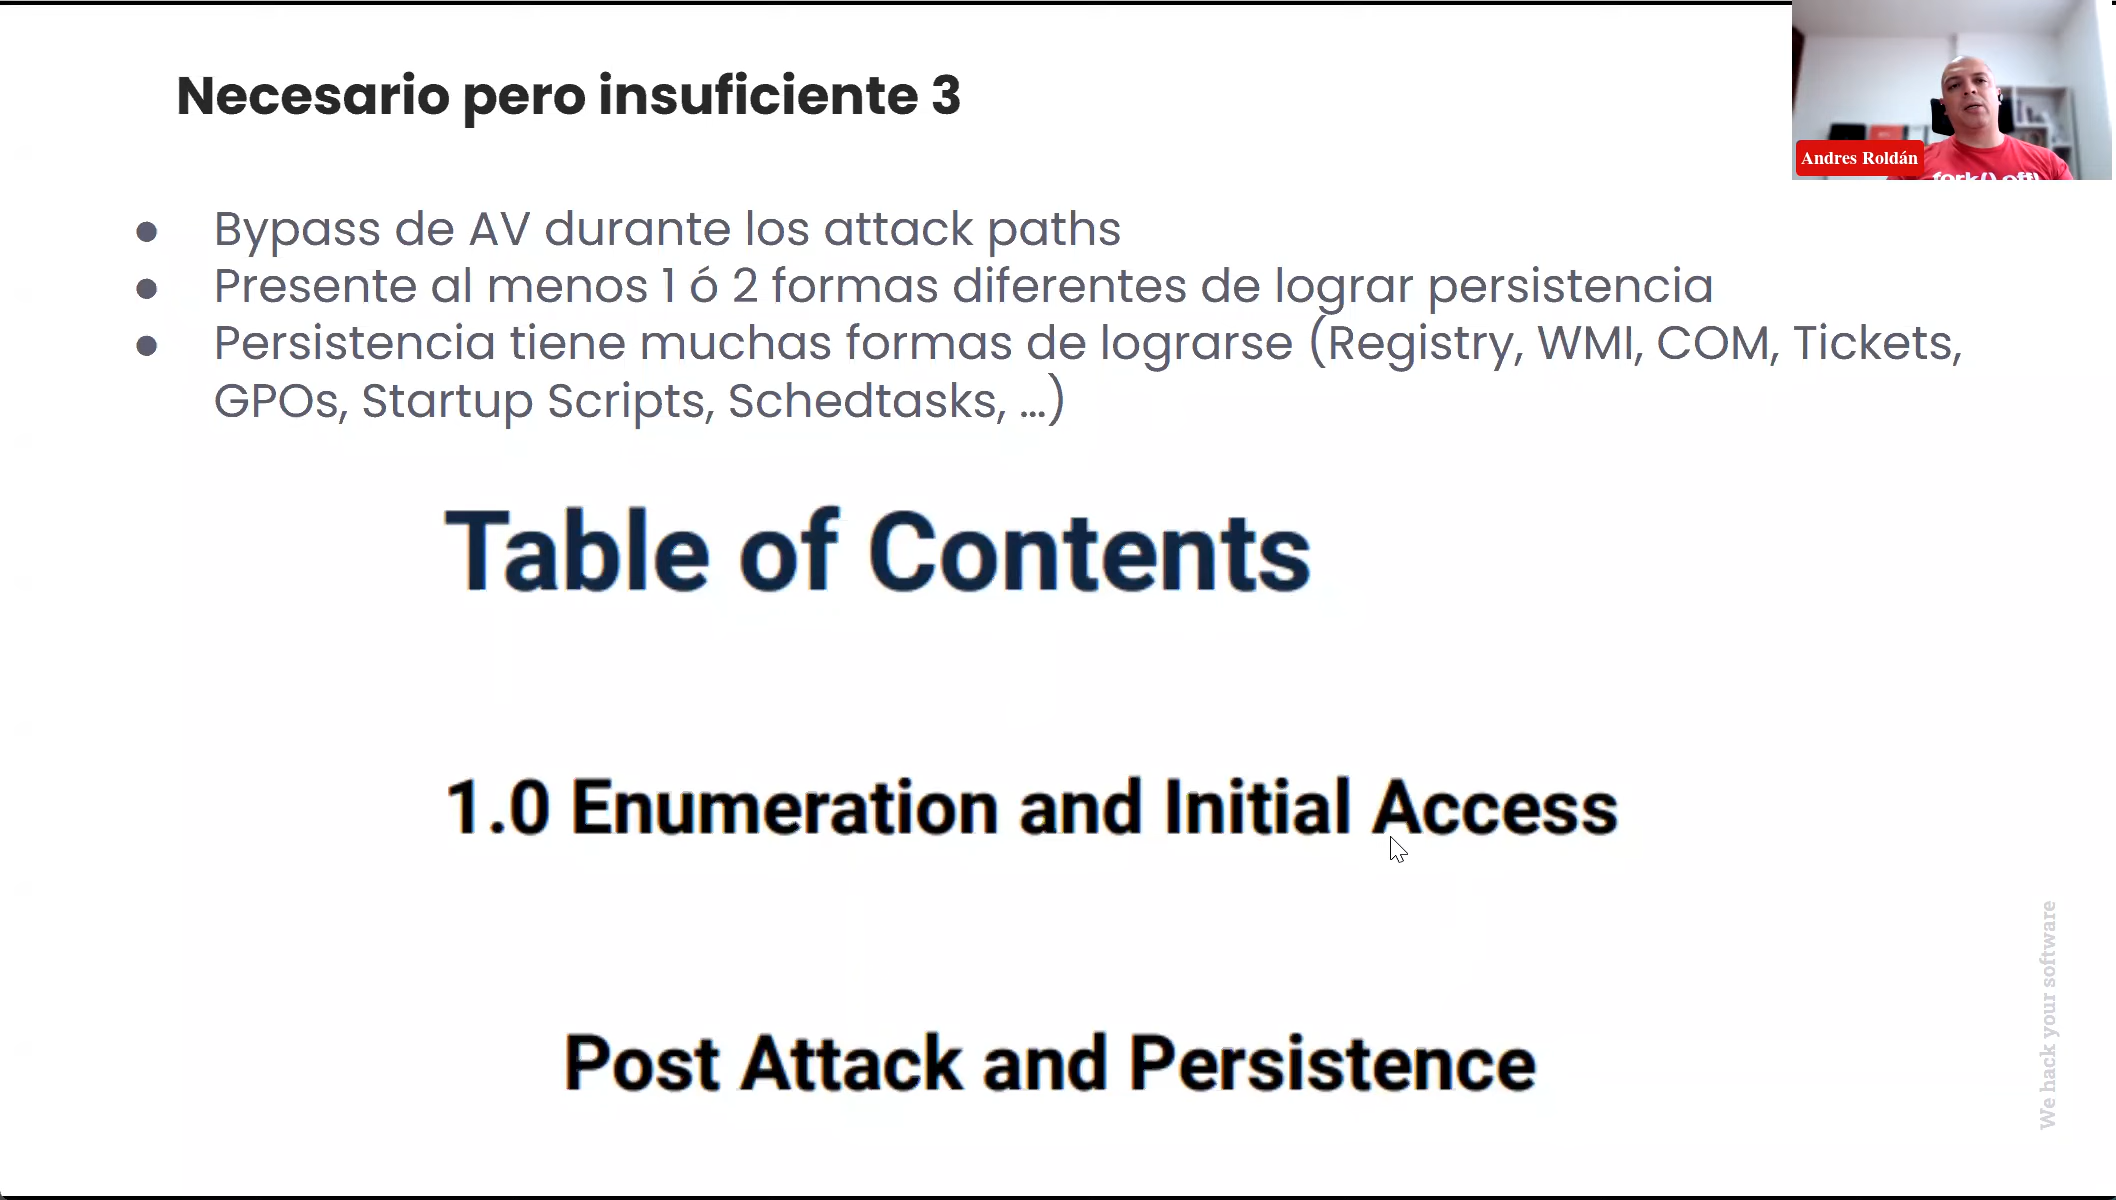 Necesario pero insuficiente 3
Andres Roldán
● Bypass de AV durante los attack paths
● Presente al menos 1 ó 2 formas diferentes de lograr persistencia
● Persistencia tiene muchas formas de lograrse (Registry, WMI, COM, Tickets,
GPOs, Startup Scripts, Schedtasks, ...)
Table of Contents
1.0 Enumeration and Initial Access
Post Attack and Persistence
We hack your software